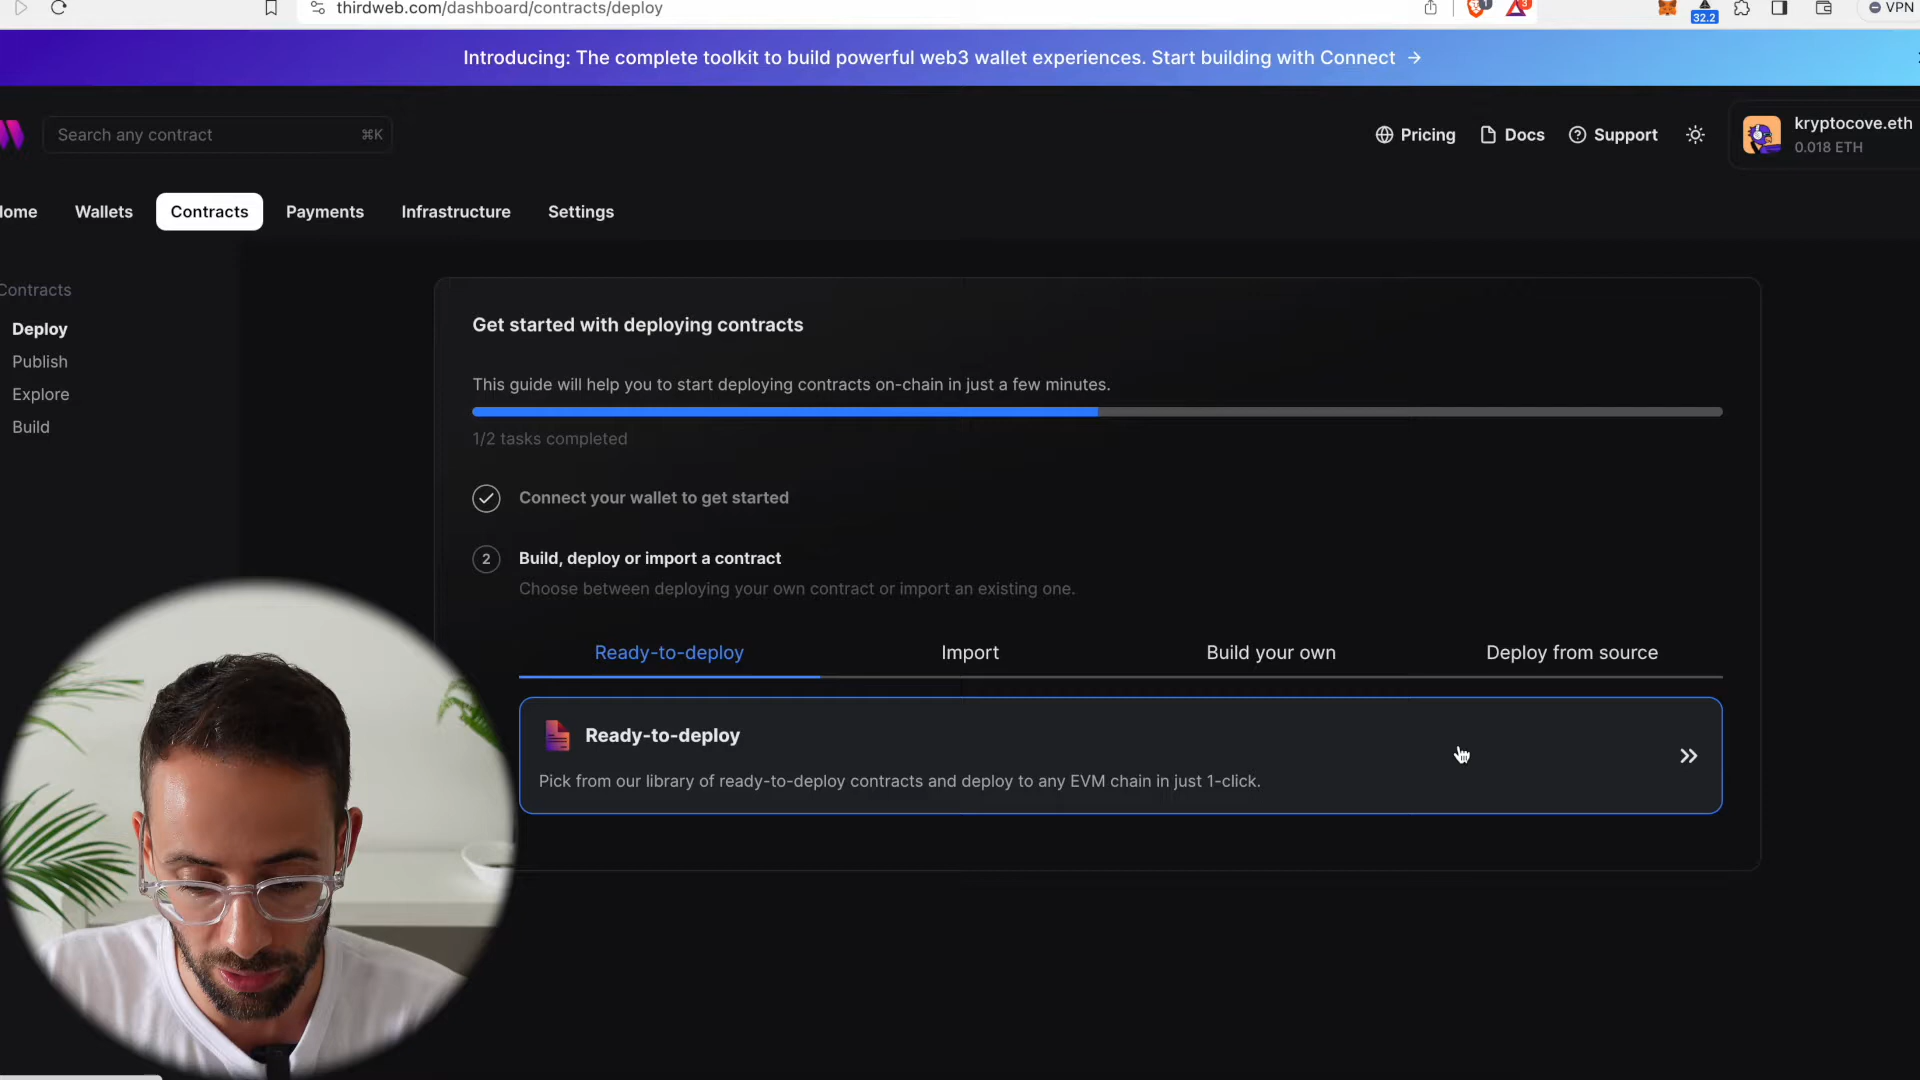 thirdweb.com/dashboard/contracts/deploy
1
3
32.2
VPN
Introducing: The complete toolkit to build powerful web3 wallet experiences. Start building with Connect →
Search any contract
⌘K
Pricing
Docs
Support
kryptocove.eth
0.018 ETH
ome
Wallets
Contracts
Payments
Infrastructure
Settings
Contracts
Deploy
Publish
Explore
Build
Get started with deploying contracts
This guide will help you to start deploying contracts on-chain in just a few minutes.
1/2 tasks completed
Connect your wallet to get started
2
Build, deploy or import a contract
Choose between deploying your own contract or import an existing one.
Ready-to-deploy
Import
Build your own
Deploy from source
Ready-to-deploy
Pick from our library of ready-to-deploy contracts and deploy to any EVM chain in just 1-click.